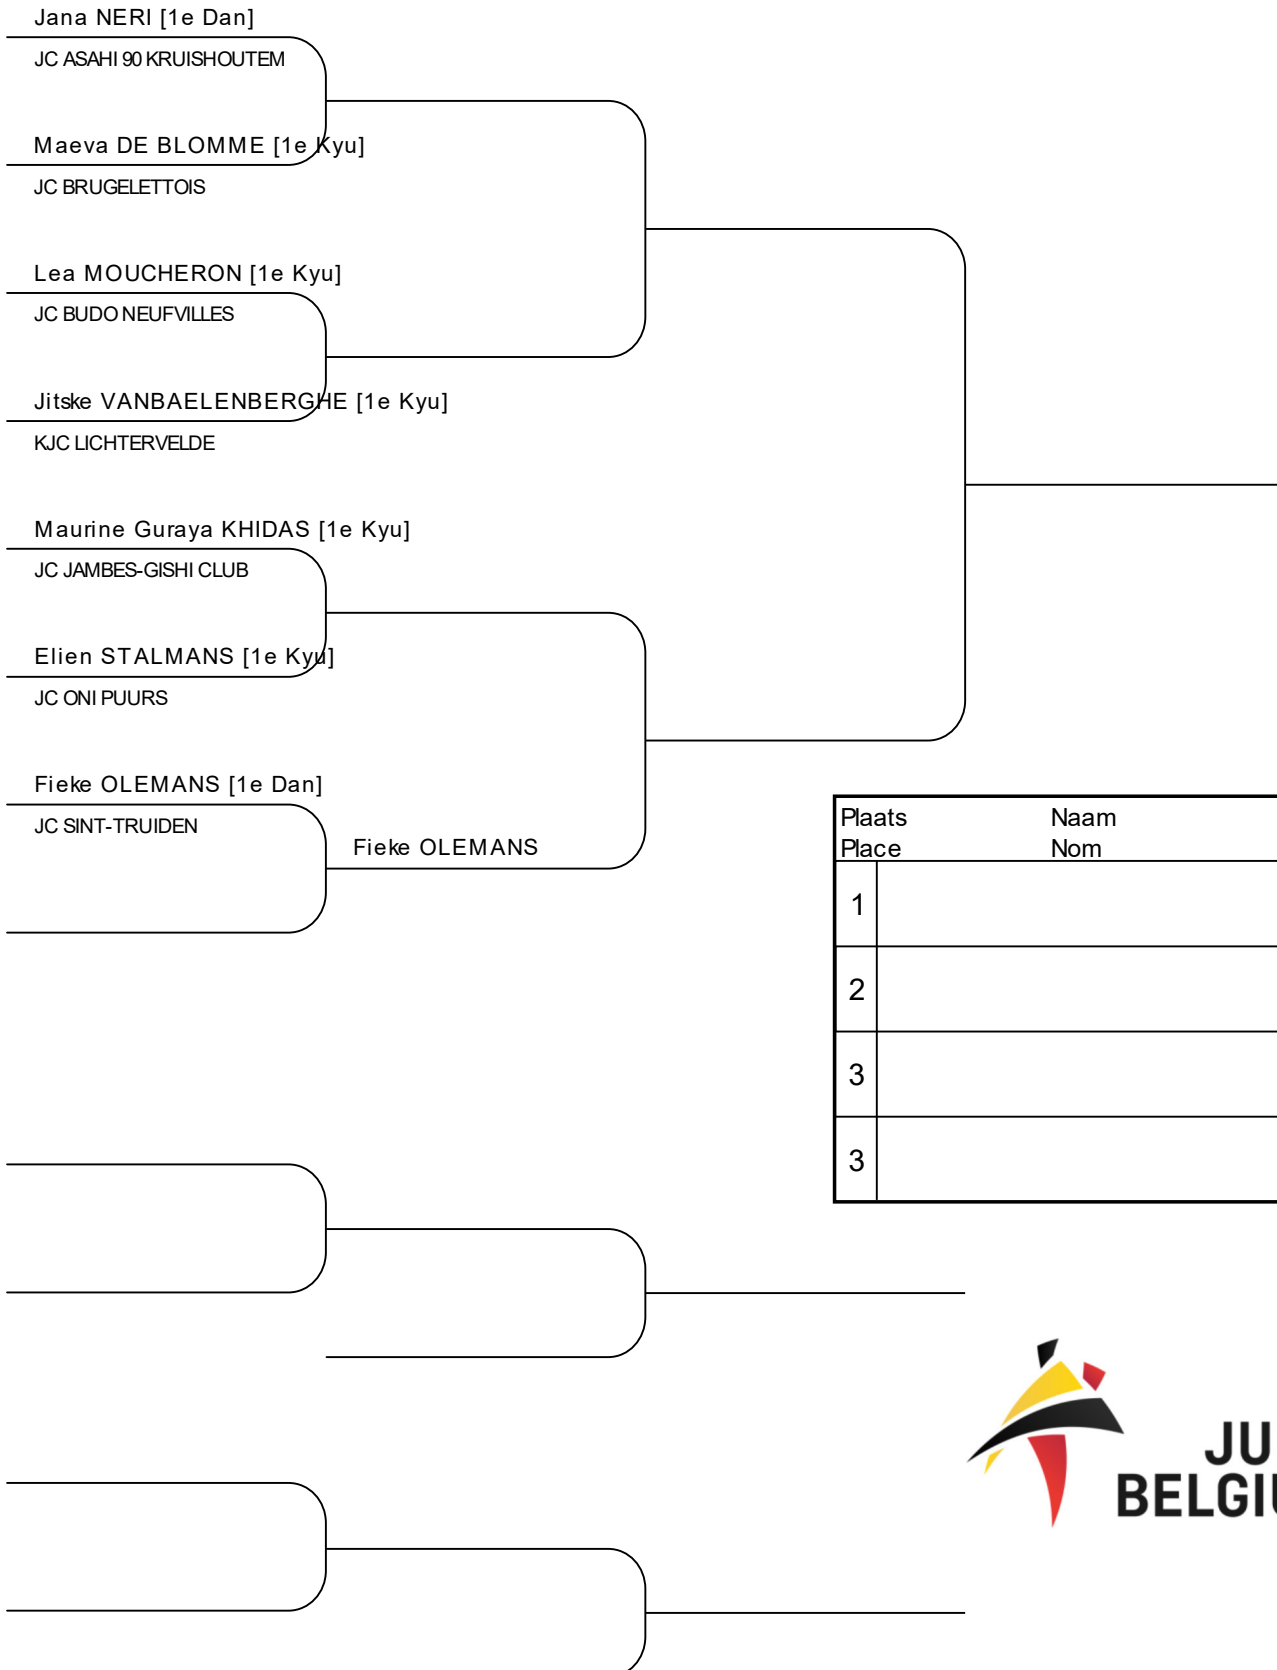 Jana NERI [1e Dan]
JC ASAHI 90 KRUISHOUTEM
Maeva DE BLOMME [1e Kyu]
JC BRUGELETTOIS
Lea MOUCHERON [1e Kyu]
JC BUDO NEUFVILLES
Jitske VANBAELENBERGHE [1e Kyu]
KJC LICHTERVELDE
Maurine Guraya KHIDAS [1e Kyu]
JC JAMBES-GISHI CLUB
Elien STALMANS [1e Kyu]
JC ONI PUURS
Fieke OLEMANS [1e Dan]
JC SINT-TRUIDEN
Fieke OLEMANS
Plaats Naam
Place Nom
1
2
3
3
JU
BELGIU